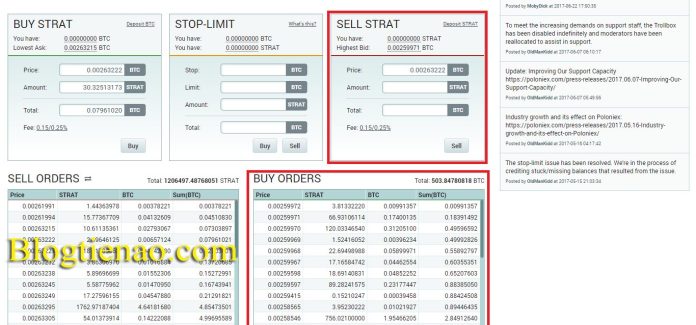 BUY STRAT
Deposit BTC
You have: 0.00000000 BTC
Lowest Ask: 0.00263215 BTC
Price: 0.00263222 BTC
Amount: 30.32513173 STRAT
Total: 0.07961020 BTC
Fee: 0.15/0.25%
Buy
STOP-LIMIT
What's this?
You have: 0.00000000 BTC
You have: 0.00000000 STRAT
Stop: BTC
Limit: BTC
Amount: STRAT
Total: BTC
Buy Sell
SELL STRAT
Deposit STRAT
You have: 0.00000000 STRAT
Highest Bid: 0.00259971 BTC
Price: 0.00263222 BTC
Amount: STRAT
Total: BTC
Fee: 0.15/0.25%
Sell
Posted by MobyDick at 2017-06-22 17:50:38
To meet the increasing demands on support staff, the Trollbox
has been disabled indefinitely and moderators have been
reallocated to assist in support.
Posted by OldManKidd at 2017-06-07 06:10:17
Update: Improving Our Support Capacity
https://poloniex.com/press-releases/2017.06.07-Improving-Our-
Support-Capacity/
Posted by OldManKidd at 2017-06-07 05:49:56
Industry growth and its effect on Poloniex:
https://poloniex.com/press-releases/2017.05.16-Industry-
growth-and-its-effect-on-Poloniex/
Posted by OldManKidd at 2017-05-16 04:17:42
The stop-limit issue has been resolved. We're in the process of
crediting stuck/missing balances that resulted from the issue.
Posted by OldManKidd at 2017-05-15 21:33:34
SELL ORDERS
Total: 1206497.48768051 STRAT
Price STRAT BTC Sum(BTC)
0.00261991 1.44363978 0.00378221 0.00378221
0.00261994 15.77367709 0.04132609 0.04510830
0.00263215 10.61135361 0.02793067 0.07303897
0.00263222 0.00657124 0.07961021
0.15272991
0.00263238 5.89696699 0.01552306 0.15272991
0.00263245 5.58775962 0.01470950 0.16743941
0.00263249 17.27596155 0.04547880 0.21291821
0.00263295 1762.97187404 4.64181680 4.85473501
0.00263305 54.01373914 0.14222088 4.99695589
BUY ORDERS
Total: 503.84780818 BTC
Price STRAT BTC Sum(BTC)
0.00259972 3.81332220 0.00991357 0.00991357
0.00259971 66.93106114 0.17400135 0.18391492
0.00259970 120.03346540 0.31205100 0.49596592
0.00259969 1.52416052 0.00396234 0.49992826
0.00259968 22.69498968 0.05899971 0.55892797
0.00259967 17.16584742 0.04462554 0.60355351
0.00259598 18.69140831 0.04852252 0.65207603
0.00259597 89.28241575 0.23177447 0.88385050
0.00259415 0.15210247 0.00039458 0.88424508
0.00258565 3.95230222 0.01021927 0.89446435
0.00258546 756.02100000 1.95466205 2.84912640
Blogtienao.com